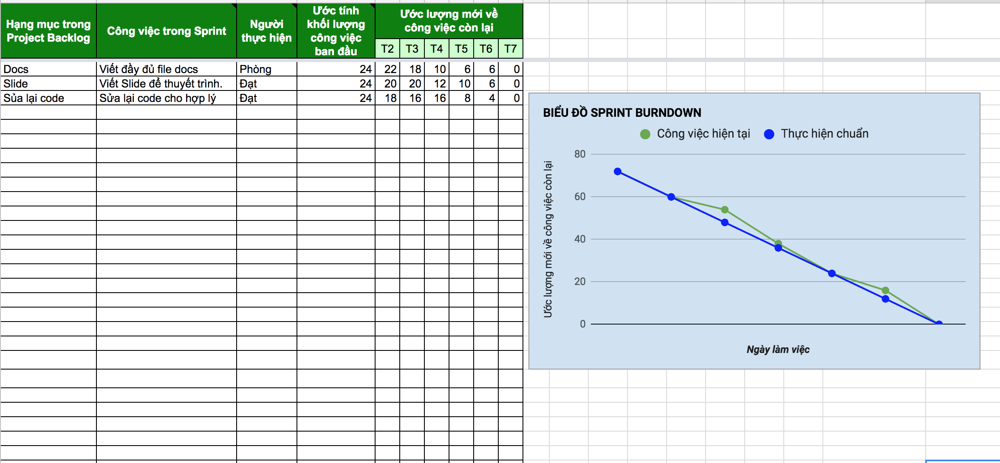 Hạng mục trong
Project Backlog
Công việc trong Sprint
Người
thực hiện
Ước tính
khối lượng
công việc
ban đầu
Ước lượng mới về
công việc còn lại
T2 T3 T4 T5 T6 T7
Docs Viết đầy đủ file docs Phòng 24 22 18 10 6 6 0
Slide Viết Slide để thuyết trình. Đạt 24 20 20 12 10 6 0
Sủa lại code Sửa lại code cho hợp lý Đạt 24 18 16 16 8 4 0
BIỂU ĐỒ SPRINT BURNDOWN
Công việc hiện tại Thực hiện chuẩn
Ước lượng mới về công việc còn lại
80
60
40
20
0
Ngày làm việc